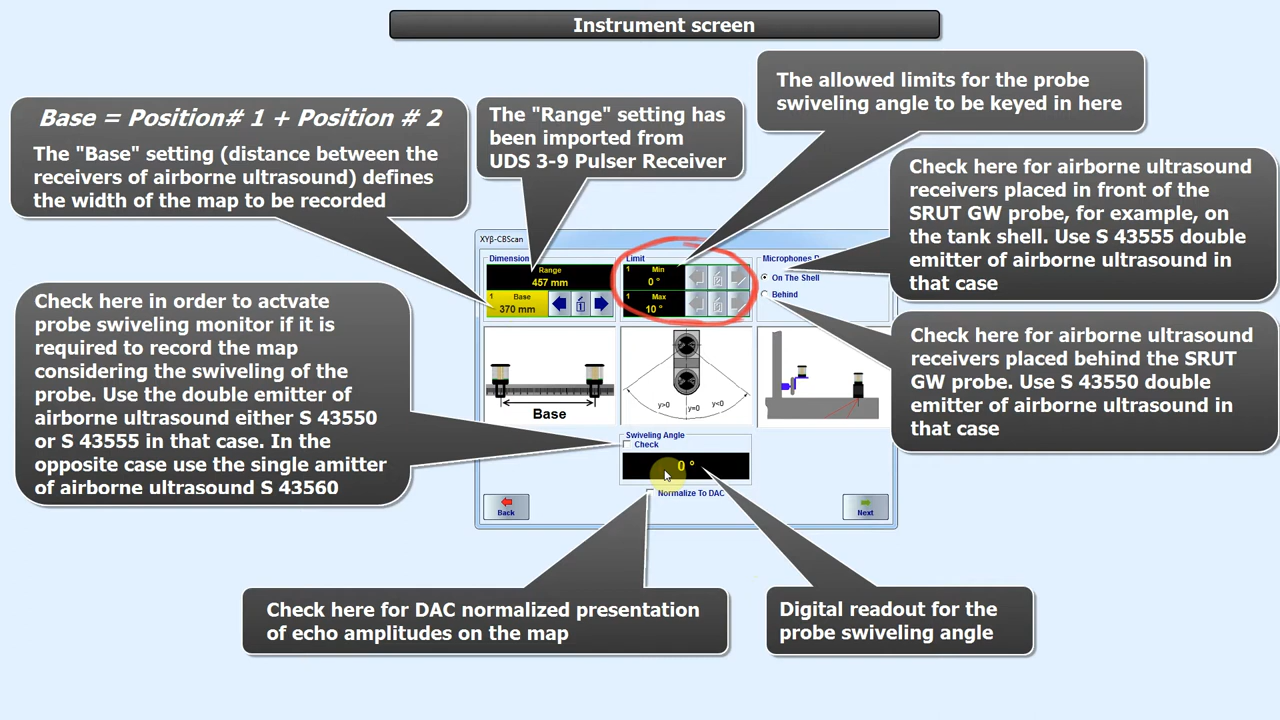 Instrument screen
Base = Position# 1 + Position # 2
The "Base" setting (distance between the
receivers of airborne ultrasound) defines
the width of the map to be recorded
The "Range" setting has
been imported from
UDS 3-9 Pulser Receiver
The allowed limits for the probe
swiveling angle to be keyed in here
Check here for airborne ultrasound
receivers placed in front of the
SRUT GW probe, for example, on
the tank shell. Use S 43555 double
emitter of airborne ultrasound in
that case
Check here for airborne ultrasound
receivers placed behind the SRUT
GW probe. Use S 43550 double
emitter of airborne ultrasound in
that case
Check here in order to actvate
probe swiveling monitor if it is
required to record the map
considering the swiveling of the
probe. Use the double emitter of
airborne ultrasound either S 43550
or S 43555 in that case. In the
opposite case use the single amitter
of airborne ultrasound S 43560
XYβ-CBScan
Dimension
Range
457 mm
1 Base
370 mm
Limit
1 Min
0 °
1 Max
10 °
Microphones
On The Shell
Behind
Base
y>0
y=0
y<0
Swiveling Angle
Check
0 °
Normalize To DAC
Back
Next
Check here for DAC normalized presentation
of echo amplitudes on the map
Digital readout for the
probe swiveling angle